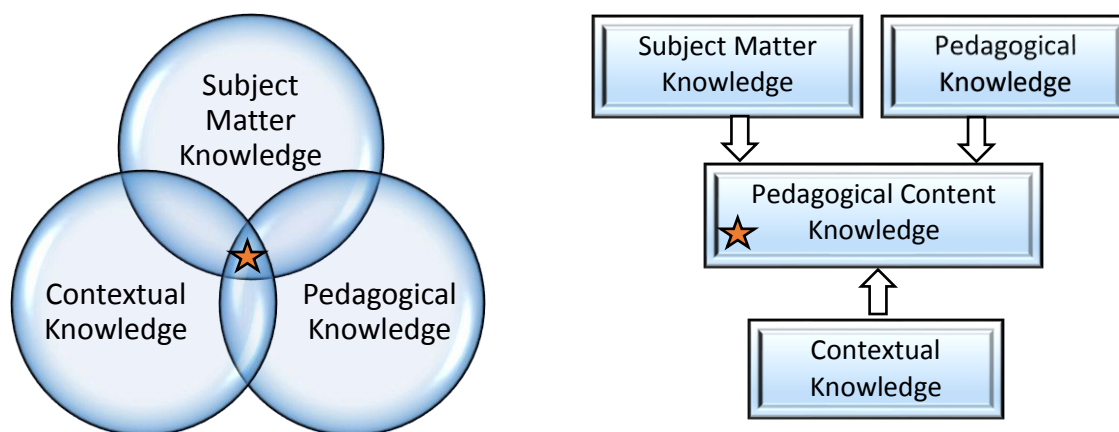 Subject
Matter
Knowledge
Contextual
Knowledge
Pedagogical
Knowledge
Subject Matter
Knowledge
Pedagogical
Knowledge
Pedagogical Content
Knowledge
Contextual
Knowledge